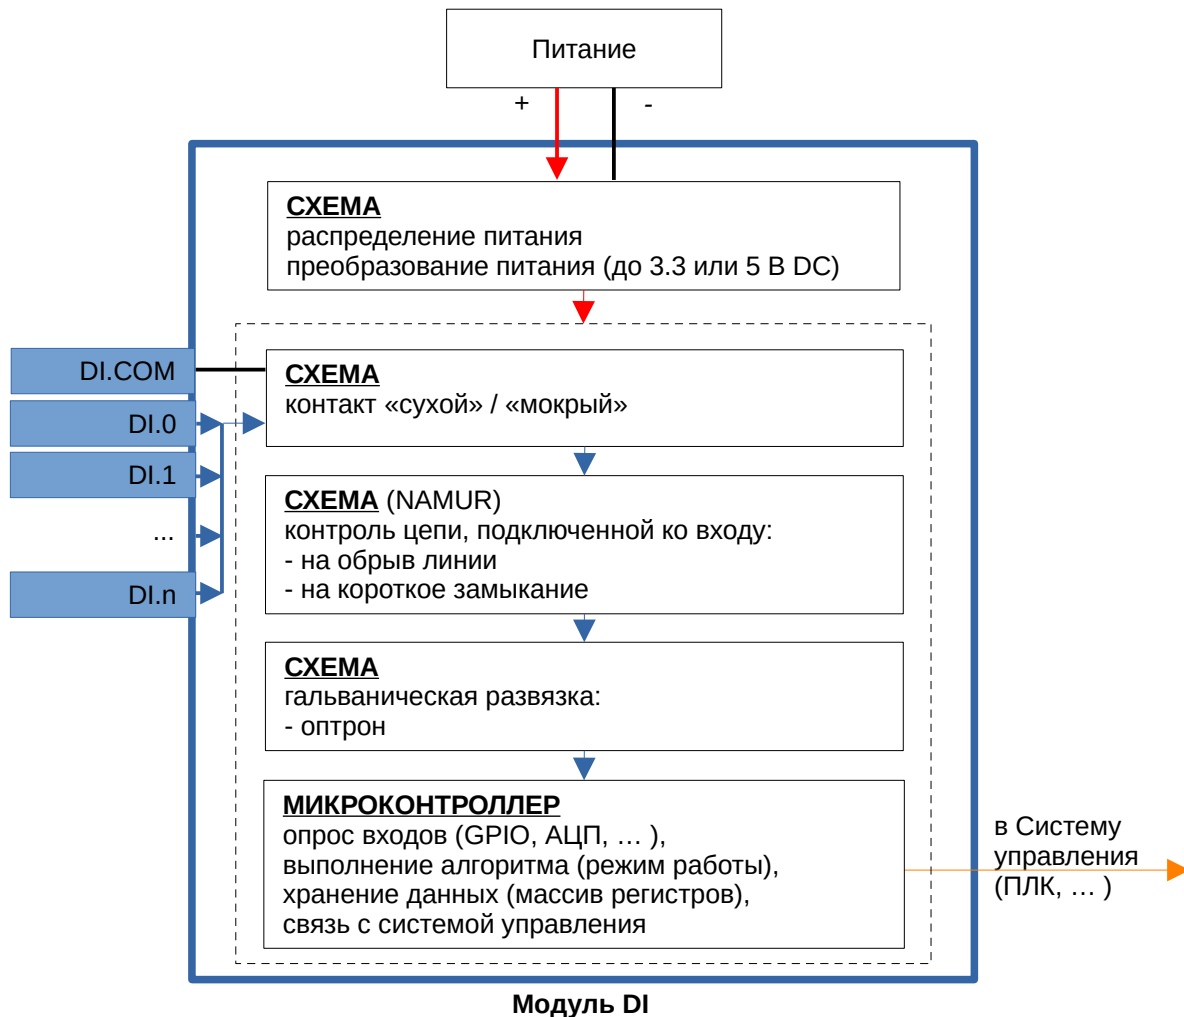 Питание
+
-
СХЕМА
распределение питания
преобразование питания (до 3.3 или 5 В DC)
DI.COM
DI.0
DI.1
...
DI.n
СХЕМА
контакт «сухой» / «мокрый»
СХЕМА (NAMUR)
контроль цепи, подключенной ко входу:
- на обрыв линии
- на короткое замыкание
СХЕМА
гальваническая развязка:
- оптрон
МИКРОКОНТРОЛЛЕР
опрос входов (GPIO, АЦП, … ),
выполнение алгоритма (режим работы),
хранение данных (массив регистров),
связь с системой управления
в Систему
управления
(ПЛК, … )
Модуль DI